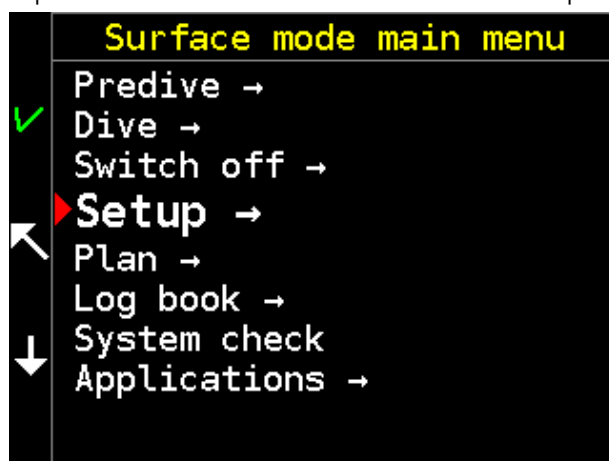 Surface mode main menu
Predive →
Dive →
Switch off →
Setup →
Plan →
Log book →
System check
Applications →